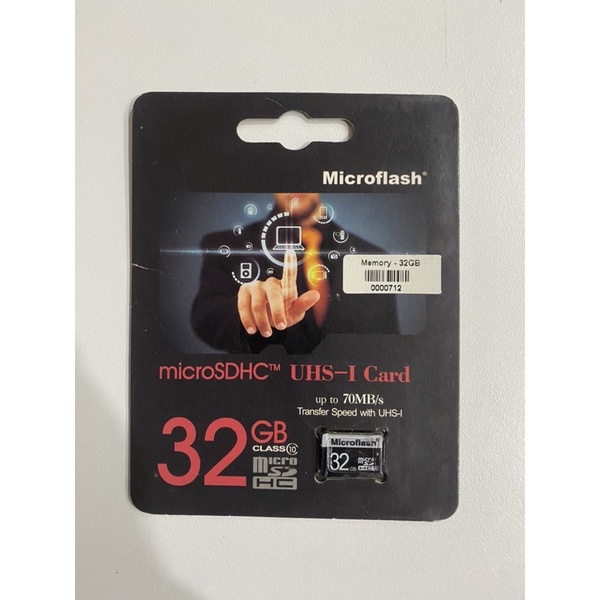 Microflash®
Memory - 32GB
0000712
microSDHC™ UHS-I Card
up to 70MB/s
Transfer Speed with UHS-I
32 GB
CLASS 10
micro
SD
HC
Microflash
32 GB
micro